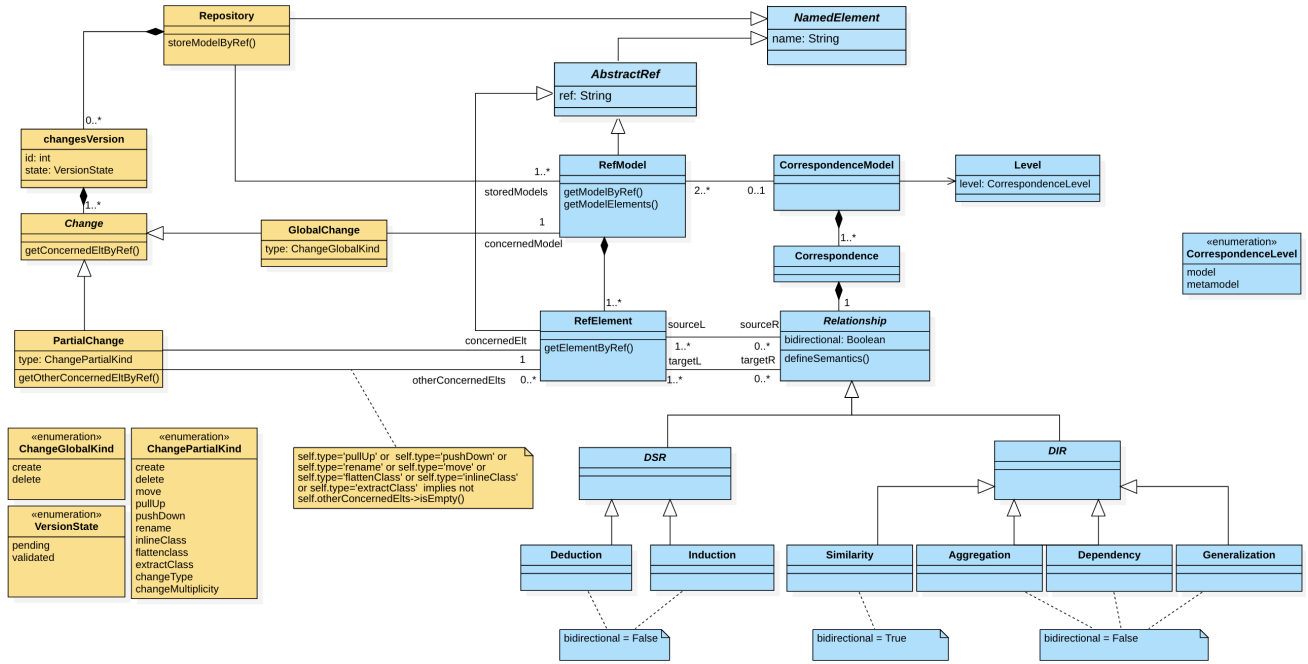 Repository
storeModelByRef()
NamedElement
name: String
AbstractRef
ref: String
0..*
changesVersion
id: int
state: VersionState
1..*
Change
getConcernedEltByRef()
GlobalChange
type: ChangeGlobalKind
1..*
storedModels
1
concernedModel
RefModel
getModelByRef()
getModelElements()
2..*
0..1
CorrespondenceModel
Level
level: CorrespondenceLevel
1..*
Correspondence
1
«enumeration»
CorrespondenceLevel
model
metamodel
1..*
PartialChange
type: ChangePartialKind
getOtherConcernedEltByRef()
concernedElt
1
otherConcernedElts
0..*
RefElement
getElementByRef()
sourceL
sourceR
1..*
0..*
targetL
targetR
1..*
0..*
Relationship
bidirectional: Boolean
defineSemantics()
«enumeration»
ChangeGlobalKind
create
delete
«enumeration»
VersionState
pending
validated
«enumeration»
ChangePartialKind
create
delete
move
pullUp
pushDown
rename
inlineClass
flattenclass
extractClass
changeType
changeMultiplicity
self.type='pullUp' or self.type='pushDown' or
self.type='rename' or self.type='move' or
self.type='flattenClass' or self.type='inlineClass'
or self.type='extractClass' implies not
self.otherConcernedElts->isEmpty()
DSR
DIR
Deduction
Induction
Similarity
Aggregation
Dependency
Generalization
bidirectional = False
bidirectional = True
bidirectional = False